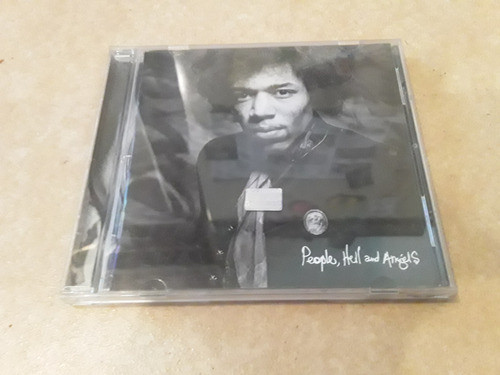 People, Hell and Angels